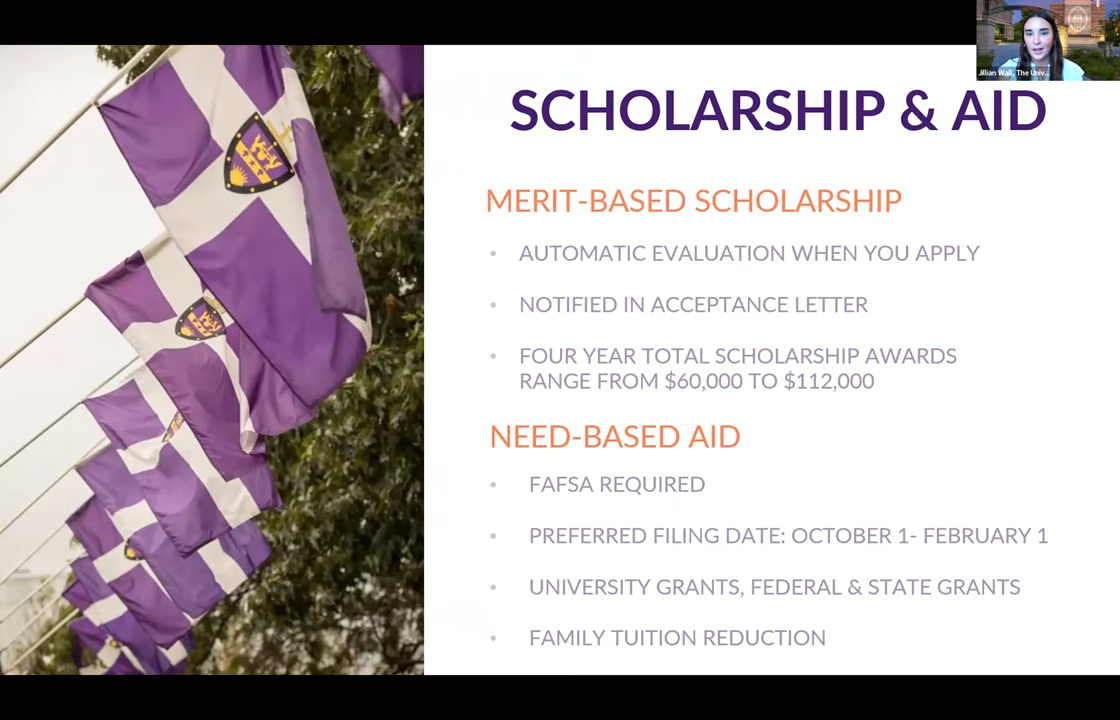 Jillian Wall, The Univ...
SCHOLARSHIP & AID
MERIT-BASED SCHOLARSHIP
• AUTOMATIC EVALUATION WHEN YOU APPLY
• NOTIFIED IN ACCEPTANCE LETTER
• FOUR YEAR TOTAL SCHOLARSHIP AWARDS
RANGE FROM $60,000 TO $112,000
NEED-BASED AID
• FAFSA REQUIRED
• PREFERRED FILING DATE: OCTOBER 1- FEBRUARY 1
• UNIVERSITY GRANTS, FEDERAL & STATE GRANTS
• FAMILY TUITION REDUCTION